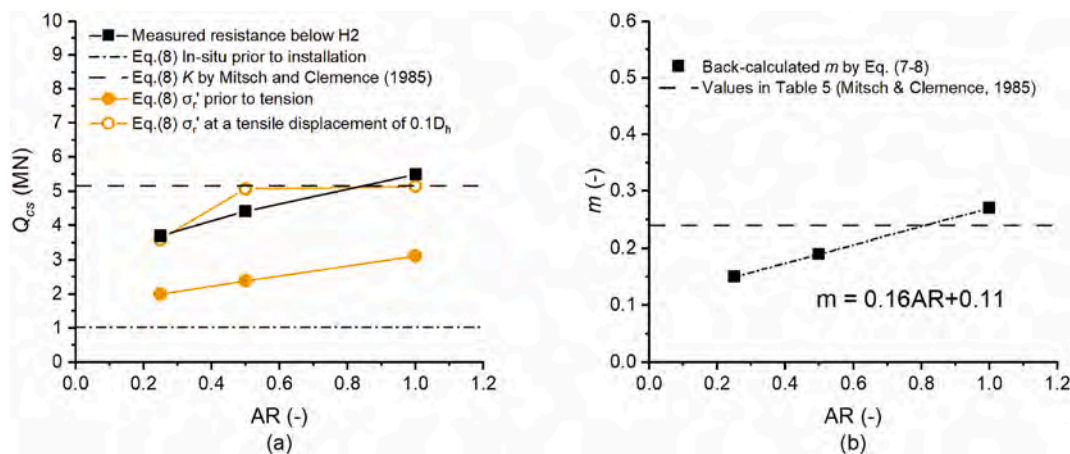 10
9
8
7
6
5
4
3
2
1
0
Q_cs (MN)
Measured resistance below H2
Eq.(8) In-situ prior to installation
Eq.(8) K by Mitsch and Clemence (1985)
Eq.(8) σ_r' prior to tension
Eq.(8) σ_r' at a tensile displacement of 0.1D_h
0.0 0.2 0.4 0.6 0.8 1.0 1.2
AR (-)
(a)
0.6
0.5
0.4
0.3
0.2
0.1
0.0
m (-)
Back-calculated m by Eq. (7-8)
Values in Table 5 (Mitsch & Clemence, 1985)
m = 0.16AR+0.11
0.0 0.2 0.4 0.6 0.8 1.0 1.2
AR (-)
(b)